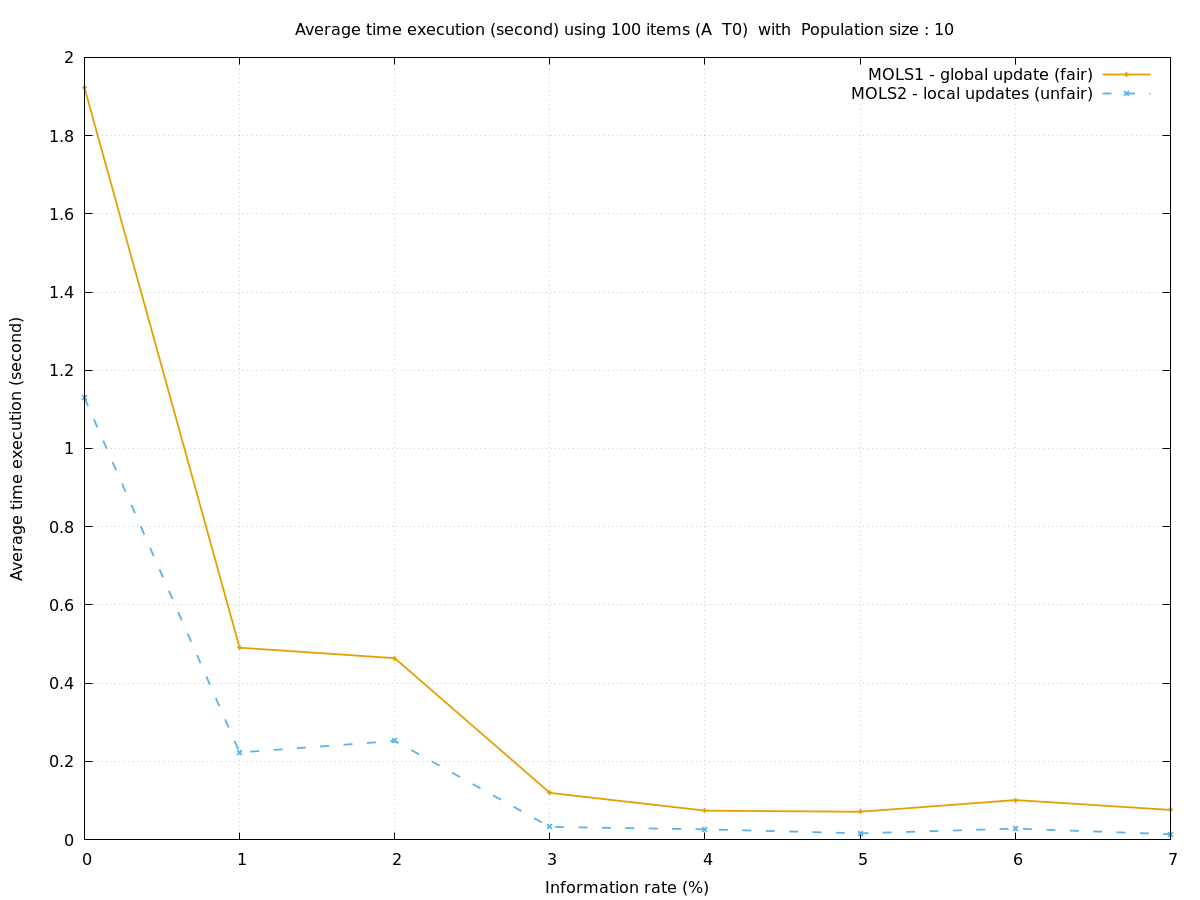 Average time execution (second) using 100 items (A  T0)  with  Population size : 10
MOLS1 - global update (fair)
MOLS2 - local updates (unfair)
2
1.8
1.6
1.4
1.2
1
0.8
0.6
0.4
0.2
0
Average time execution (second)
0 1 2 3 4 5 6 7
Information rate (%)